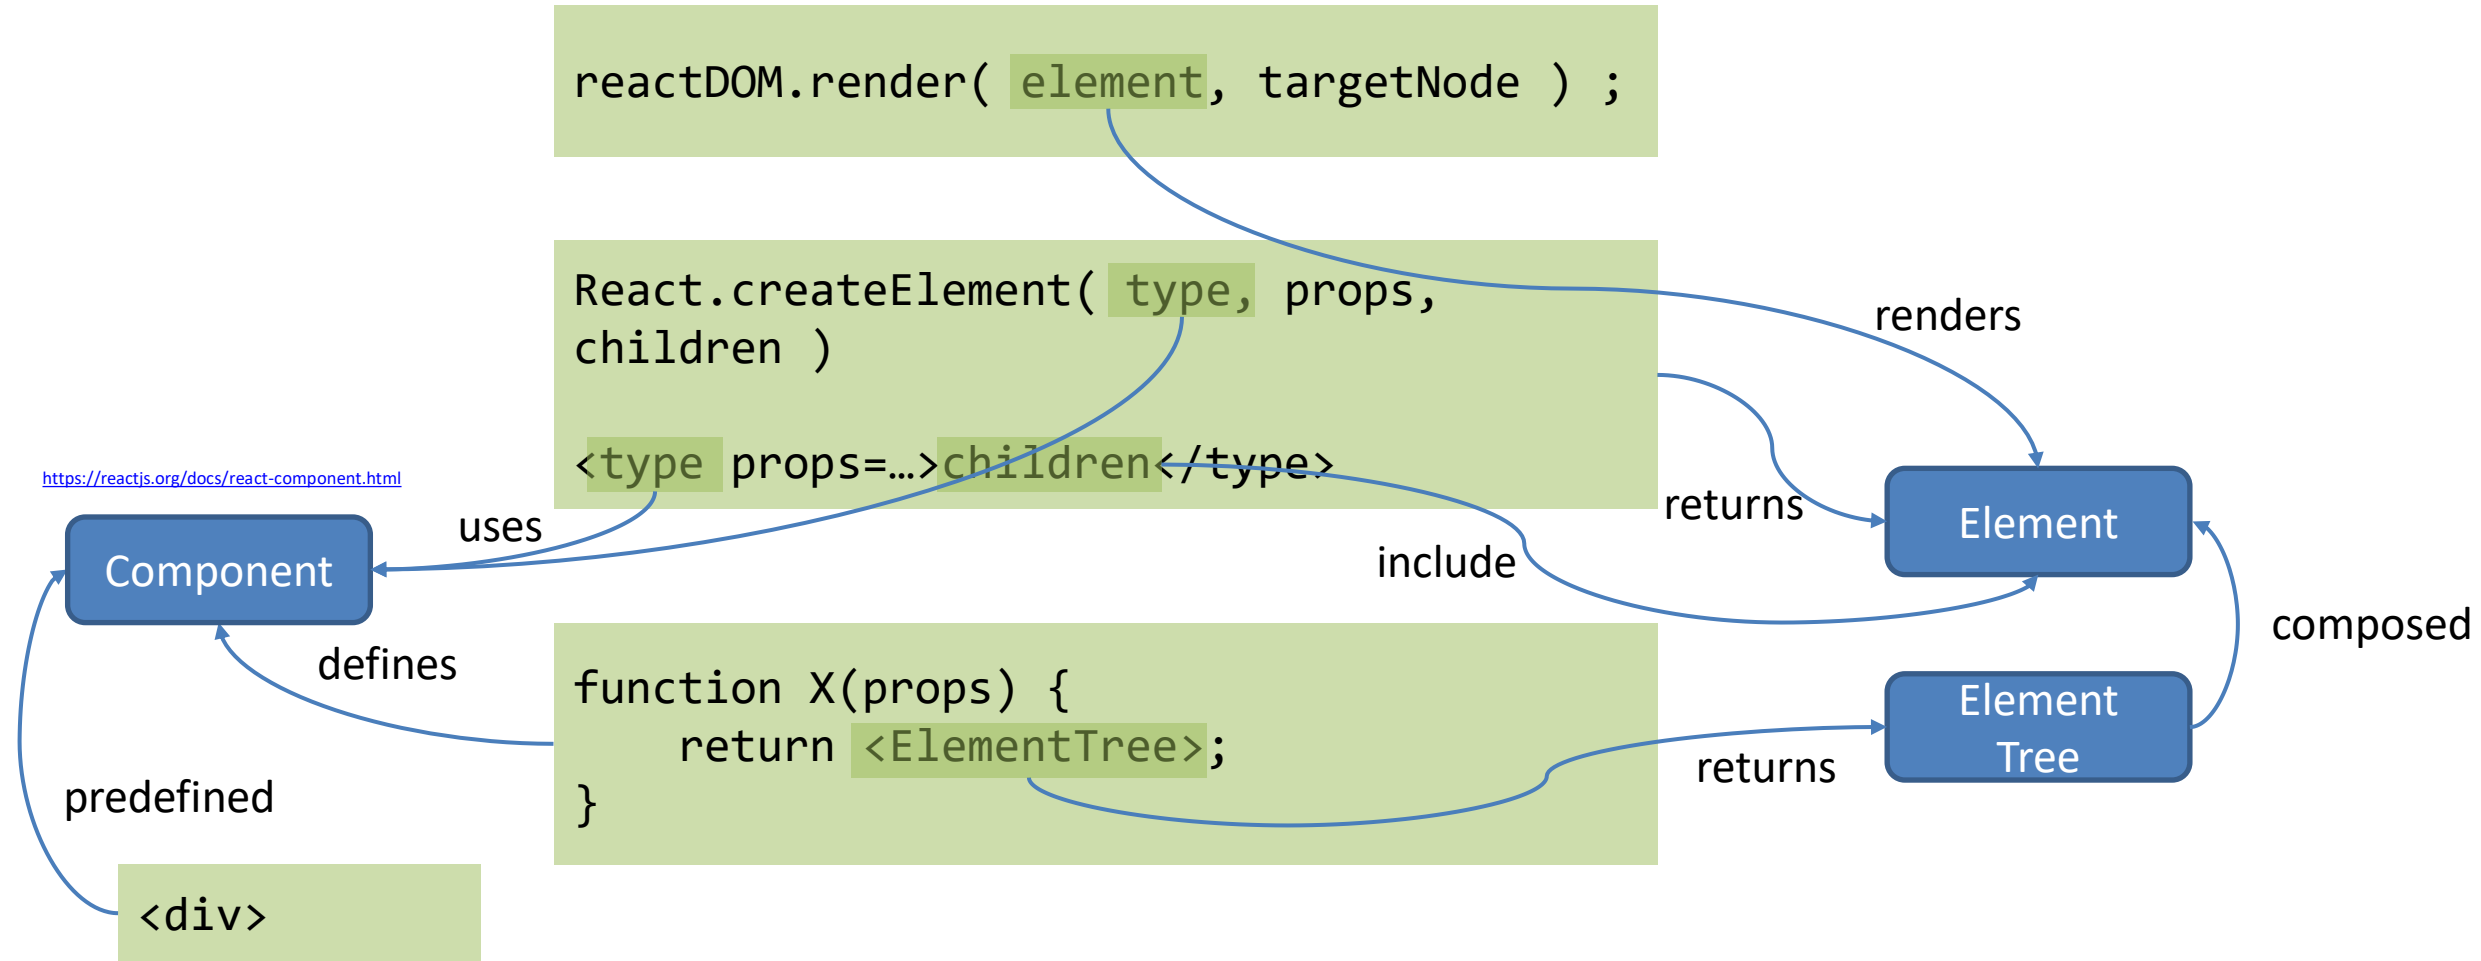 reactDOM.render( element, targetNode ) ;
React.createElement( type, props,
children )
<type props=…>children</type>
renders
returns
https://reactjs.org/docs/react-component.html
uses
Component
include
Element
defines
composed
function X(props) {
return <ElementTree>;
}
returns
Element
Tree
predefined
<div>